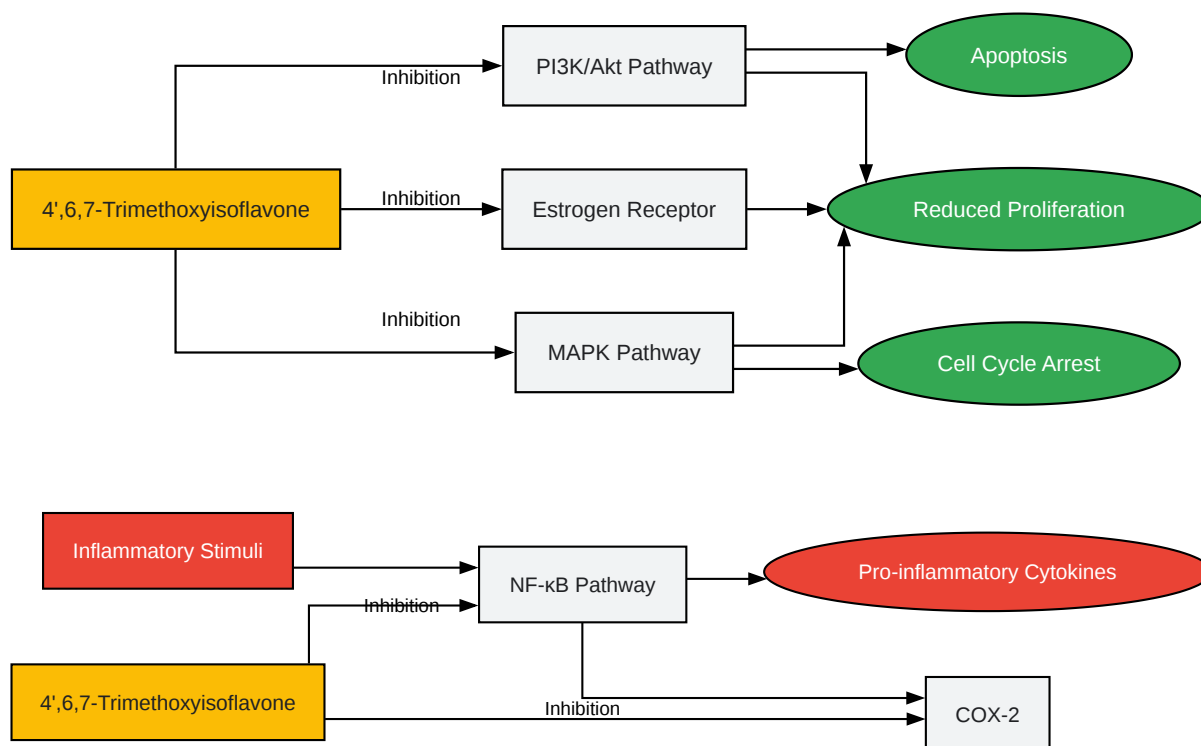 PI3K/Akt Pathway
Apoptosis
Inhibition
4',6,7-Trimethoxyisoflavone
Inhibition
Estrogen Receptor
Reduced Proliferation
Inhibition
MAPK Pathway
Cell Cycle Arrest
Inflammatory Stimuli
NF-κB Pathway
Pro-inflammatory Cytokines
Inhibition
4',6,7-Trimethoxyisoflavone
Inhibition
COX-2